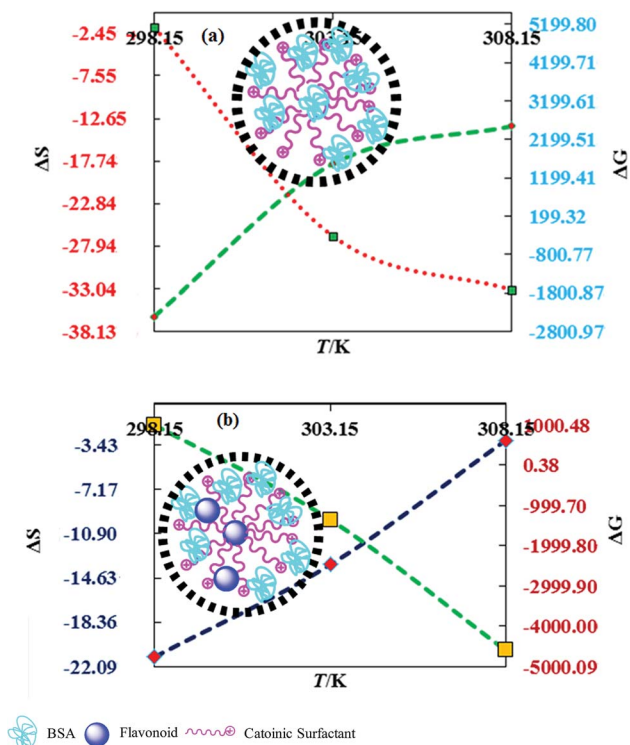 -2.45 298.15 (a) 303.15 308.15 5199.80
-7.55 4199.71
-12.65 3199.61
-17.74 2199.51
ΔS 1199.41 ΔG
-22.84 199.32
-27.94 -800.77
-33.04 -1800.87
-38.13 -2800.97
T/K
298.15 (b) 303.15 308.15 1000.48
-3.43 0.38
-7.17 -999.70
ΔS -10.90 -1999.80 ΔG
-14.63 -2999.90
-18.36 -4000.00
-22.09 -5000.09
T/K
BSA Flavonoid Catoinic Surfactant